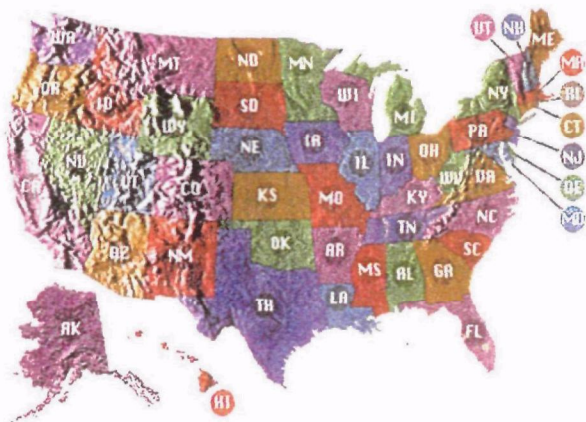 VT NH
WA
ME
MT ND MN
MA
OR
ID
WI
NY
RI
SD
WY
MI
CT
PA
NE IA
NJ
NV
OH
IL IN
UT
DE
CA CO
WV VA
KS MO
KY
MD
NC
TN
OK
AZ NM
AR
SC
MS AL GA
TX
LA
AK
FL
HI